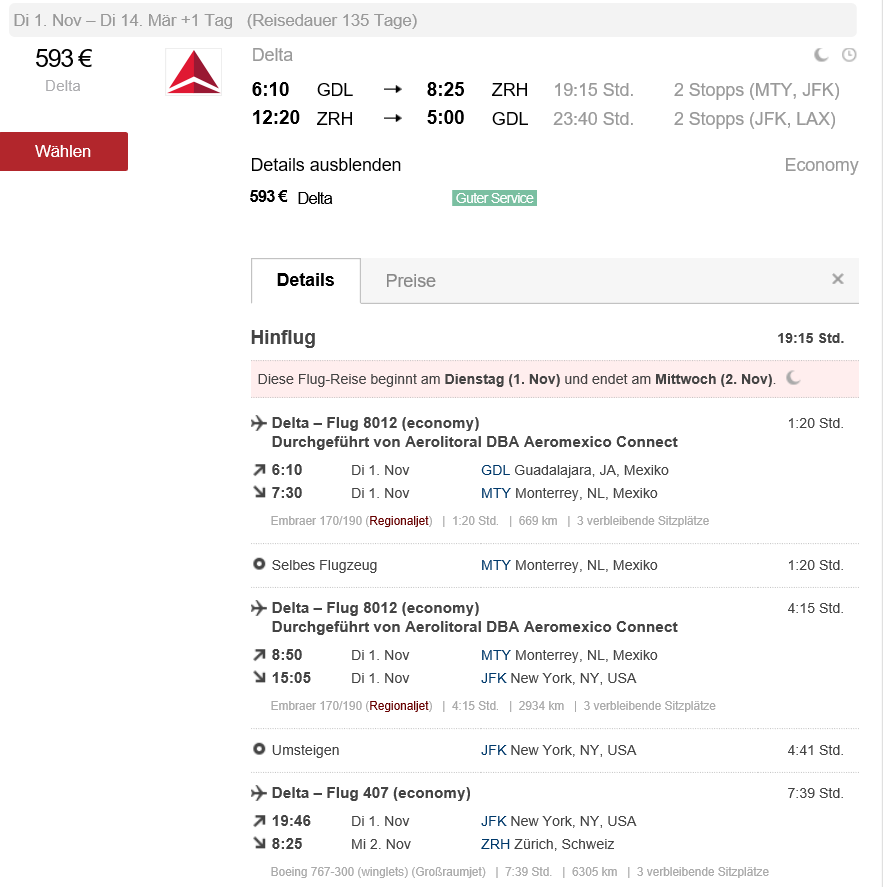 Di 1. Nov – Di 14. Mär +1 Tag (Reisedauer 135 Tage)
593 €
Delta
Wählen
Delta
6:10 GDL → 8:25 ZRH 19:15 Std. 2 Stopps (MTY, JFK)
12:20 ZRH → 5:00 GDL 23:40 Std. 2 Stopps (JFK, LAX)
Details ausblenden Economy
593 € Delta Guter Service
Details Preise ×
Hinflug 19:15 Std.
Diese Flug-Reise beginnt am Dienstag (1. Nov) und endet am Mittwoch (2. Nov).
Delta – Flug 8012 (economy) 1:20 Std.
Durchgeführt von Aerolitoral DBA Aeromexico Connect
6:10 Di 1. Nov GDL Guadalajara, JA, Mexiko
7:30 Di 1. Nov MTY Monterrey, NL, Mexiko
Embraer 170/190 (Regionaljet) | 1:20 Std. | 669 km | 3 verbleibende Sitzplätze
Selbes Flugzeug MTY Monterrey, NL, Mexiko 1:20 Std.
Delta – Flug 8012 (economy) 4:15 Std.
Durchgeführt von Aerolitoral DBA Aeromexico Connect
8:50 Di 1. Nov MTY Monterrey, NL, Mexiko
15:05 Di 1. Nov JFK New York, NY, USA
Embraer 170/190 (Regionaljet) | 4:15 Std. | 2934 km | 3 verbleibende Sitzplätze
Umsteigen JFK New York, NY, USA 4:41 Std.
Delta – Flug 407 (economy) 7:39 Std.
19:46 Di 1. Nov JFK New York, NY, USA
8:25 Mi 2. Nov ZRH Zürich, Schweiz
Boeing 767-300 (winglets) (Großraumjet) | 7:39 Std. | 6305 km | 3 verbleibende Sitzplätze